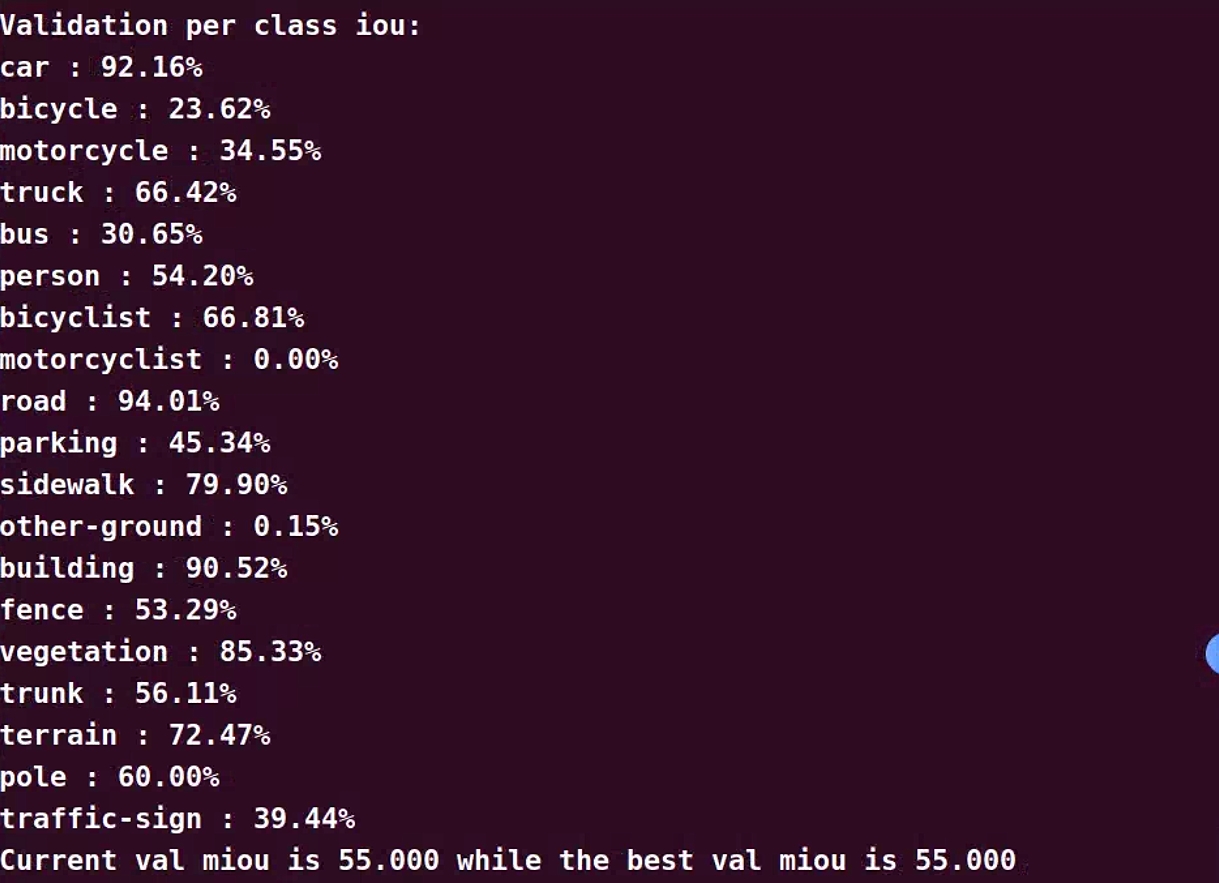 Validation per class iou:
car : 92.16%
bicycle : 23.62%
motorcycle : 34.55%
truck : 66.42%
bus : 30.65%
person : 54.20%
bicyclist : 66.81%
motorcyclist : 0.00%
road : 94.01%
parking : 45.34%
sidewalk : 79.90%
other-ground : 0.15%
building : 90.52%
fence : 53.29%
vegetation : 85.33%
trunk : 56.11%
terrain : 72.47%
pole : 60.00%
traffic-sign : 39.44%
Current val miou is 55.000 while the best val miou is 55.000